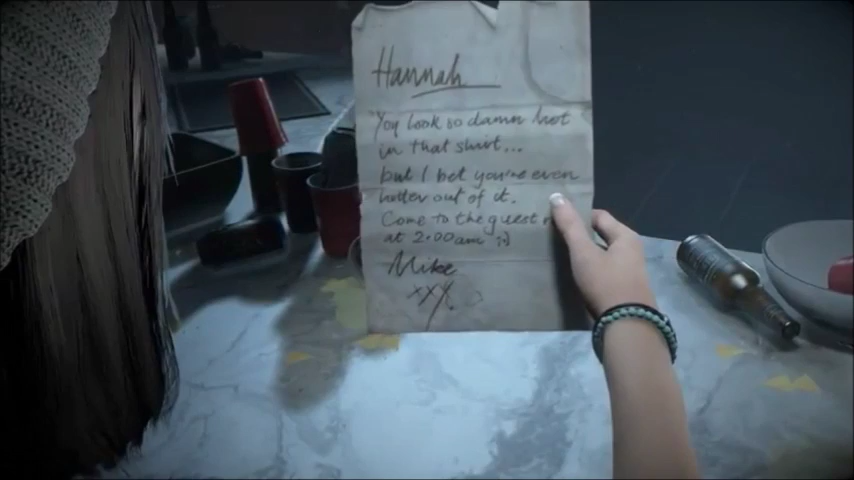 Hannah
You look so damn hot
in that shirt...
but I bet you're even
hotter out of it.
Come to the guest
at 2.00am ;)
Mike
xxx